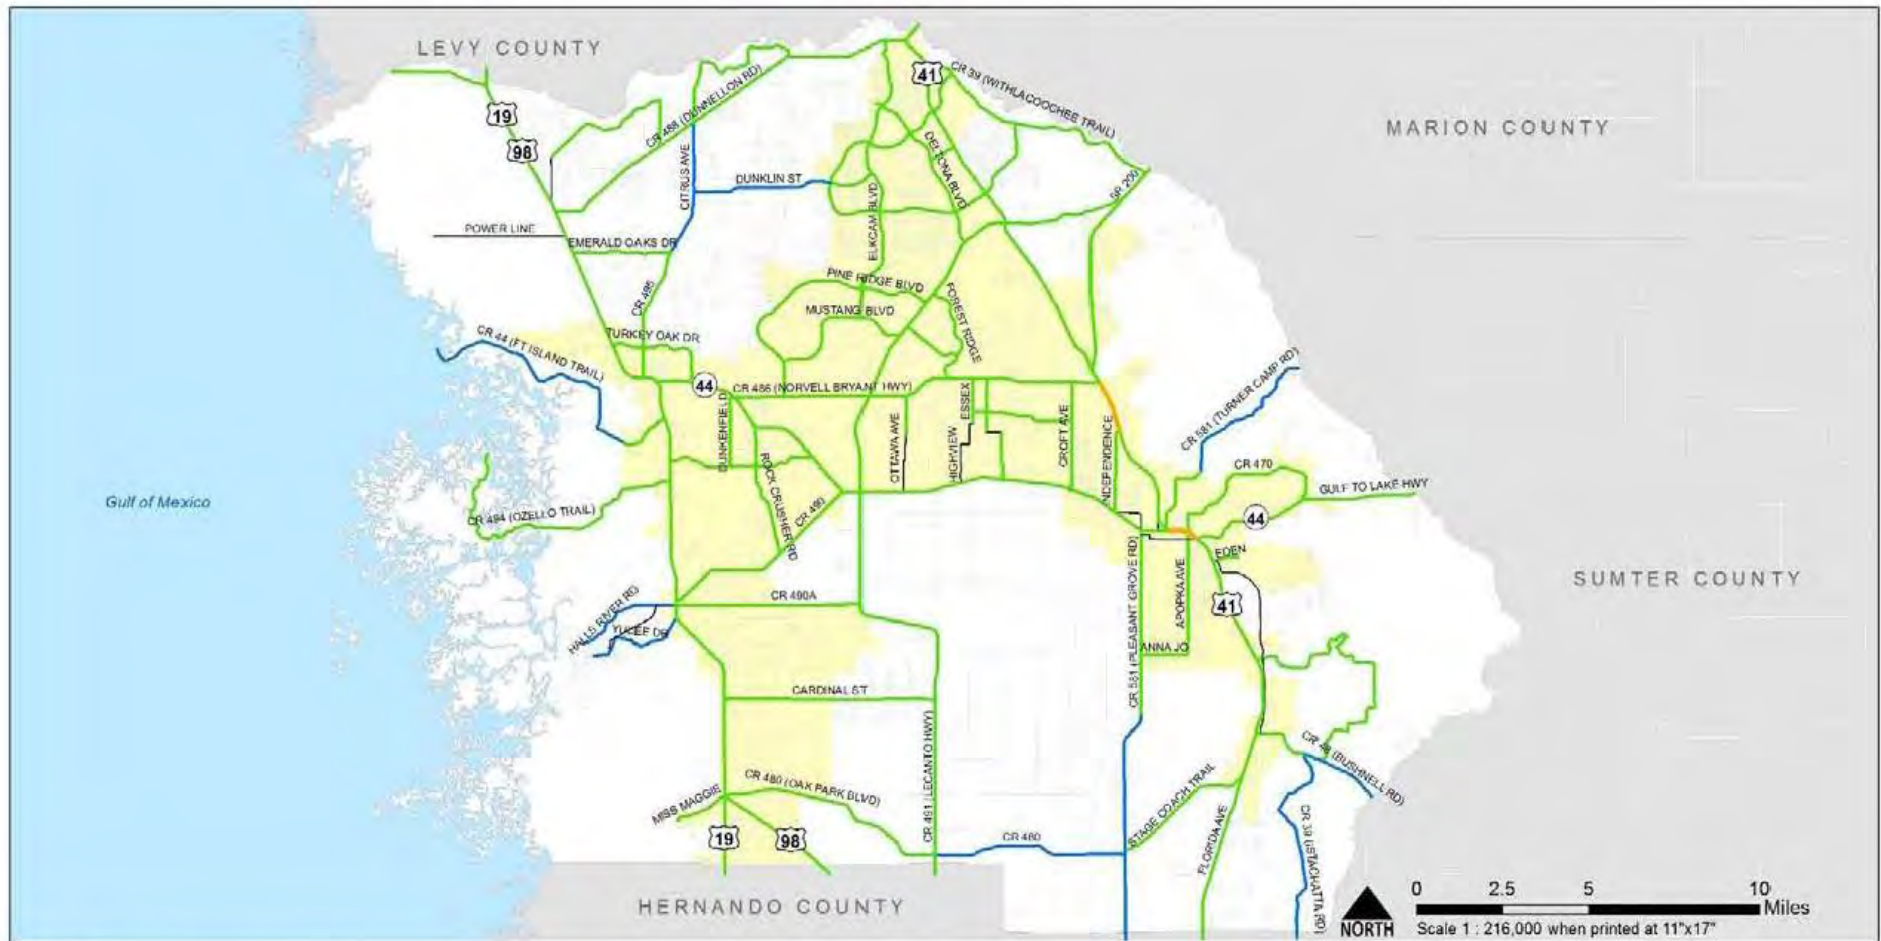 LEVY COUNTY
41
CR 39 (WITHLACOOCHEE TRAIL)
19
CR 488 (DUNNELLON RD)
MARION COUNTY
98
DELTONA BLVD
CITRUS AVE
DUNKLIN ST
SR 200
ELKCAM BLVD
POWER LINE
EMERALD OAKS DR
PINE RIDGE BLVD
CR 495
FOREST RIDGE
MUSTANG BLVD
CR 44 (FT ISLAND TRAIL)
TURKEY OAK DR
44
CR 486 (NORVELL BRYANT HWY)
ESSEX
CR 581 (TURNER CAMP RD)
DUNKENFIELD
OTTAWA AVE
HIGHVIEW
CROFT AVE
INDEPENDENCE
ROCK CRUSHER RD
CR 470
GULF TO LAKE HWY
Gulf of Mexico
CR 494 (OZELLO TRAIL)
CR 490
44
EDEN
SUMTER COUNTY
CR 581 (PLEASANT GROVE RD)
APOPKA AVE
CR 490A
41
HALLS RIVER RD
YULEE DR
ANNA JO
CARDINAL ST
CR 491 (LECANTO HWY)
CR 48 (BUSHNELL RD)
CR 480 (OAK PARK BLVD)
STAGE COACH TRAIL
MISS MAGGIE
19
98
CR 480
FLORIDA AVE
CR 39 (ISTACHATTA RD)
HERNANDO COUNTY
0 2.5 5 10
Miles
NORTH
Scale 1 : 216,000 when printed at 11"x17"